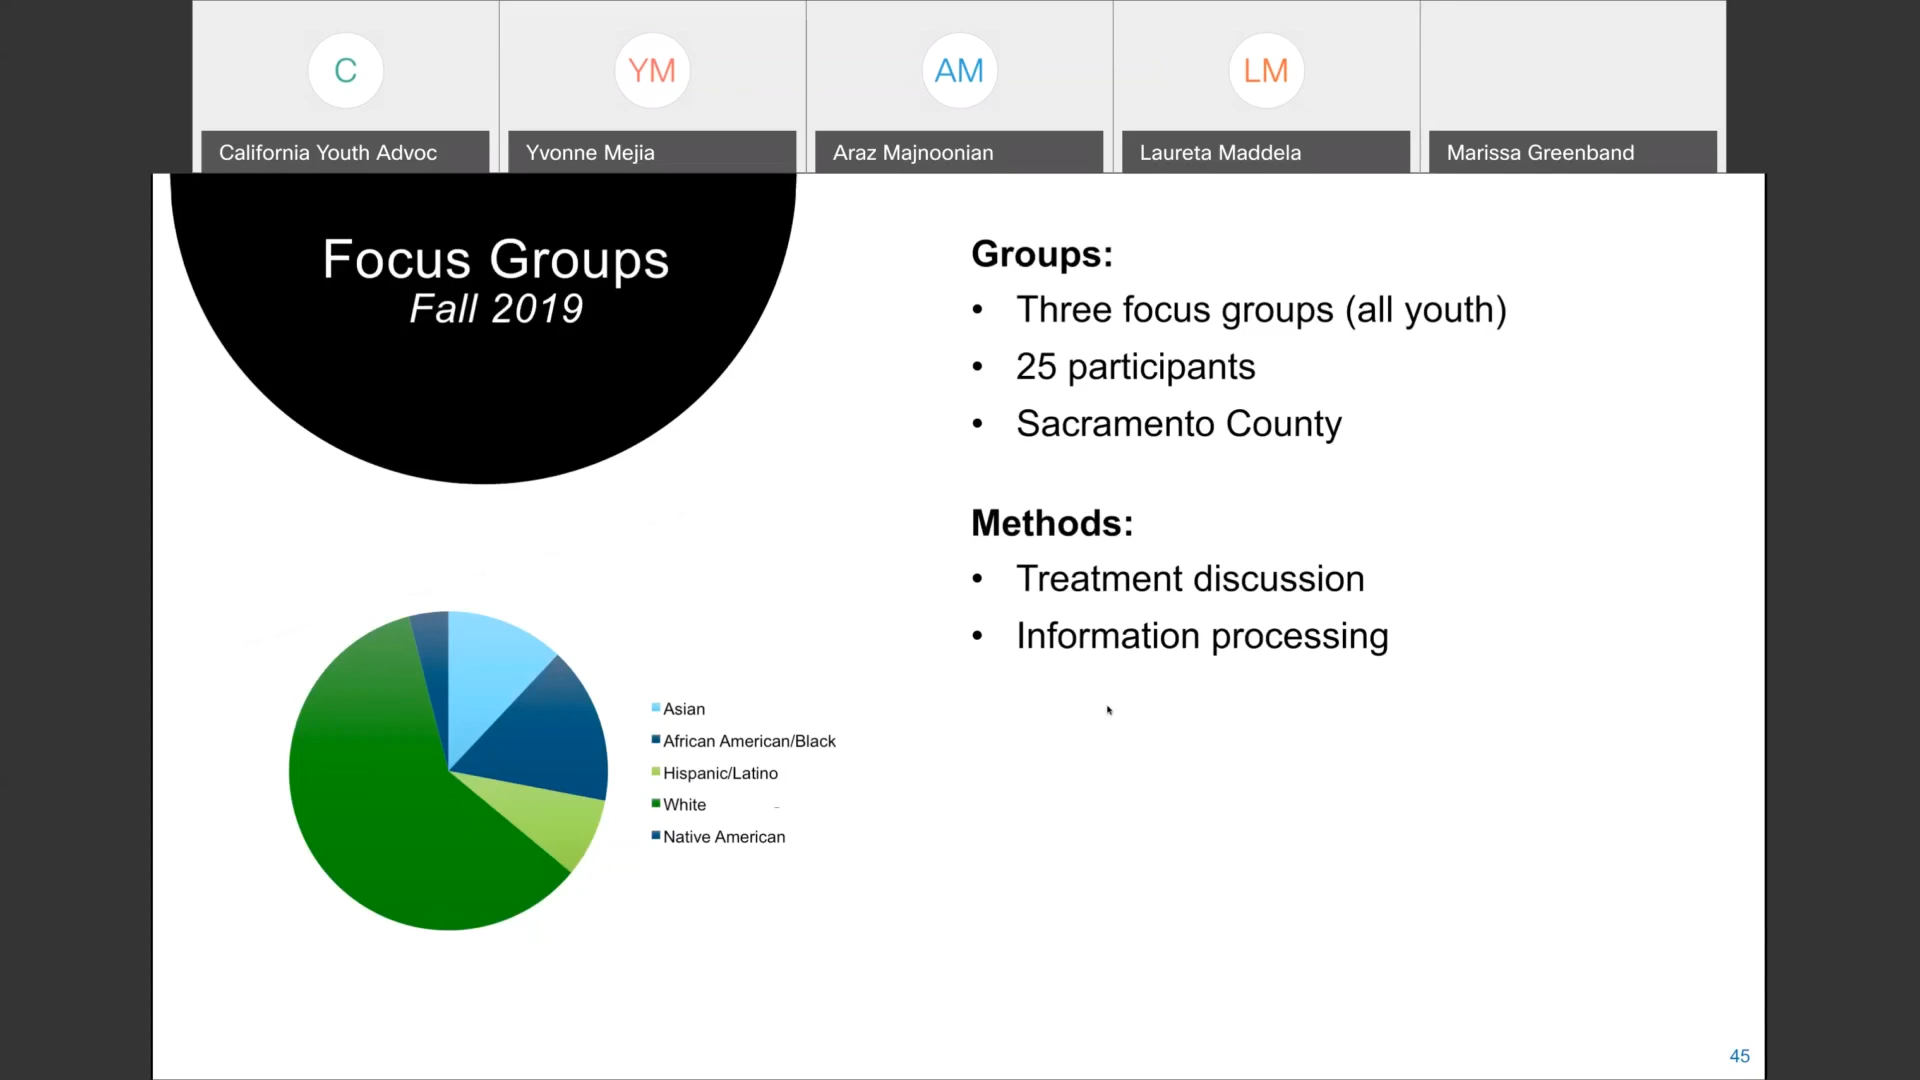 C
YM
AM
LM
California Youth Advoc
Yvonne Mejia
Araz Majnoonian
Laureta Maddela
Marissa Greenband
Focus Groups
Fall 2019
Groups:
• Three focus groups (all youth)
• 25 participants
• Sacramento County
Methods:
• Treatment discussion
• Information processing
Asian
African American/Black
Hispanic/Latino
White
Native American
45